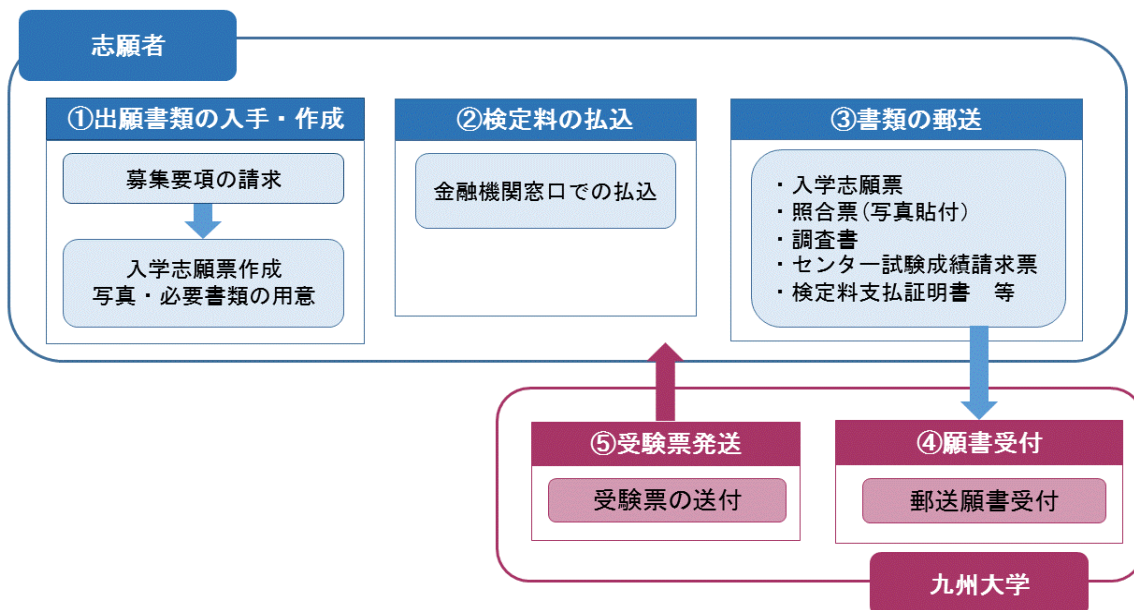 志願者
①出願書類の入手・作成
募集要項の請求
入学志願票作成
写真・必要書類の用意
②検定料の払込
金融機関窓口での払込
③書類の郵送
・入学志願票
・照合票(写真貼付)
・調査書
・センター試験成績請求票
・検定料支払証明書　等
⑤受験票発送
受験票の送付
④願書受付
郵送願書受付
九州大学